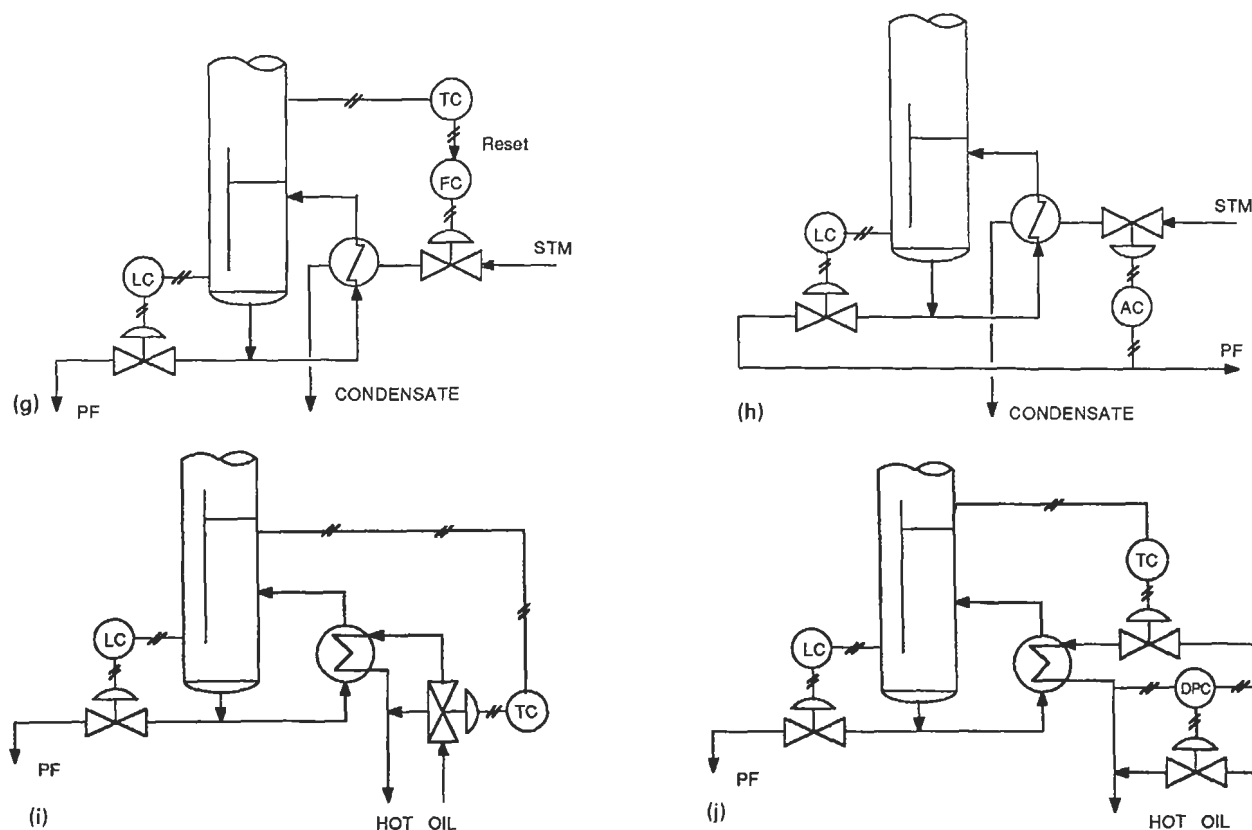 TC
Reset
FC
STM
LC
PF
CONDENSATE
(g)
LC
STM
AC
PF
CONDENSATE
(h)
LC
TC
PF
HOT OIL
(i)
TC
LC
DPC
PF
HOT OIL
(j)